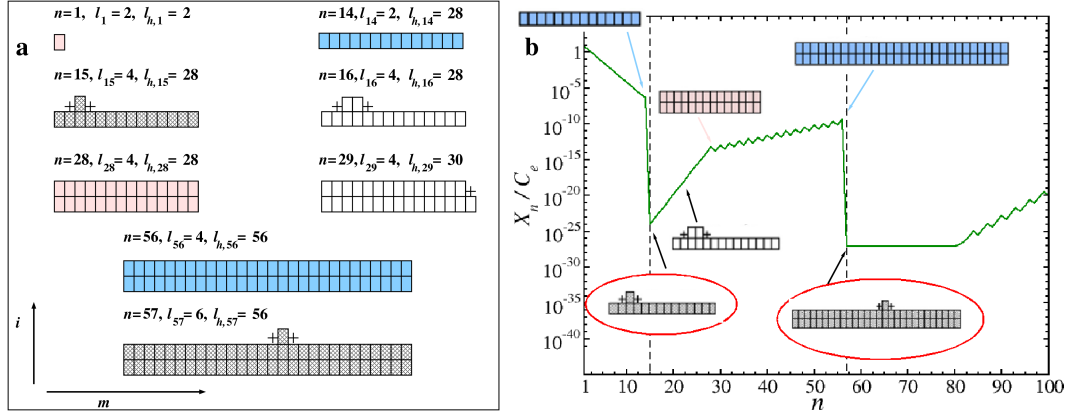 a
n=1, l1 = 2, lh,1 = 2
n=14, l14= 2, lh,14= 28
n=15, l15= 4, lh,15= 28
n=16, l16= 4, lh,16= 28
n=28, l28= 4, lh,28= 28
n=29, l29= 4, lh,29= 30
n=56, l56= 4, lh,56= 56
n=57, l57= 6, lh,57= 56
i
m
b
Xn / Ce
1
10-5
10-10
10-15
10-20
10-25
10-30
10-35
10-40
1 10 20 30 40 50 60 70 80 90 100
n